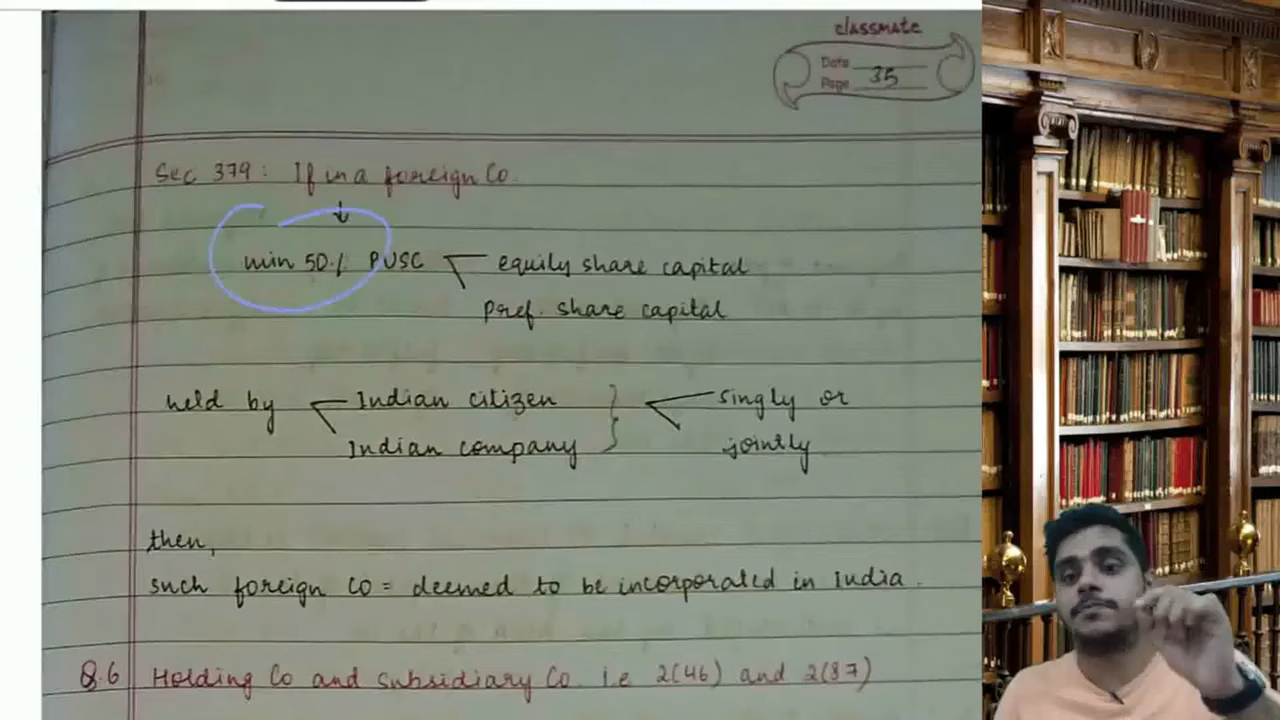 classmate
Date
Page 35
Sec 379: If in a foreign Co.
↓
min 50% PUSC equity share capital
Pref. share capital
held by Indian citizen singly or
Indian company jointly
then,
such foreign CO = deemed to be incorporated in India.
Q.6 Holding Co and subsidiary Co. i.e 2(46) and 2(87)